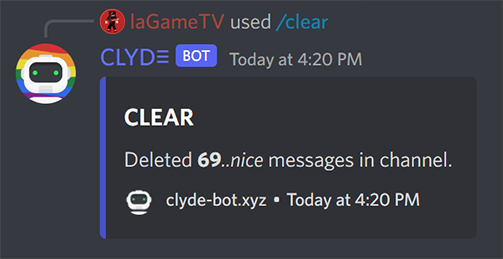 laGameTV used /clear
CLYDΞ BOT Today at 4:20 PM
CLEAR
Deleted 69..nice messages in channel.
clyde-bot.xyz • Today at 4:20 PM